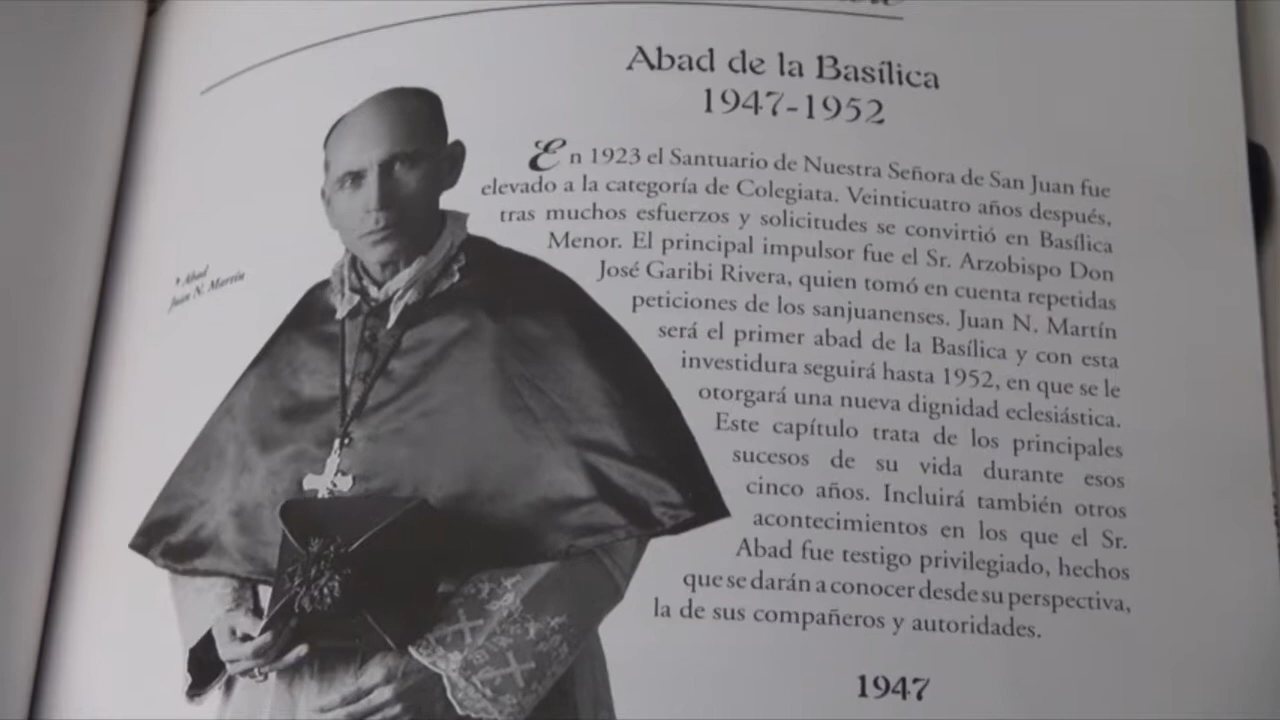 Abad de la Basílica
1947-1952
En 1923 el Santuario de Nuestra Señora de San Juan fue
elevado a la categoría de Colegiata. Veinticuatro años después,
tras muchos esfuerzos y solicitudes se convirtió en Basílica
Menor. El principal impulsor fue el Sr. Arzobispo Don
José Garibi Rivera, quien tomó en cuenta repetidas
peticiones de los sanjuanenses. Juan N. Martín
será el primer abad de la Basílica y con esta
investidura seguirá hasta 1952, en que se le
otorgará una nueva dignidad eclesiástica.
Este capítulo trata de los principales
sucesos de su vida durante esos
cinco años. Incluirá también otros
acontecimientos en los que el Sr.
Abad fue testigo privilegiado, hechos
que se darán a conocer desde su perspectiva,
la de sus compañeros y autoridades.
Abad
Juan N. Martín
1947